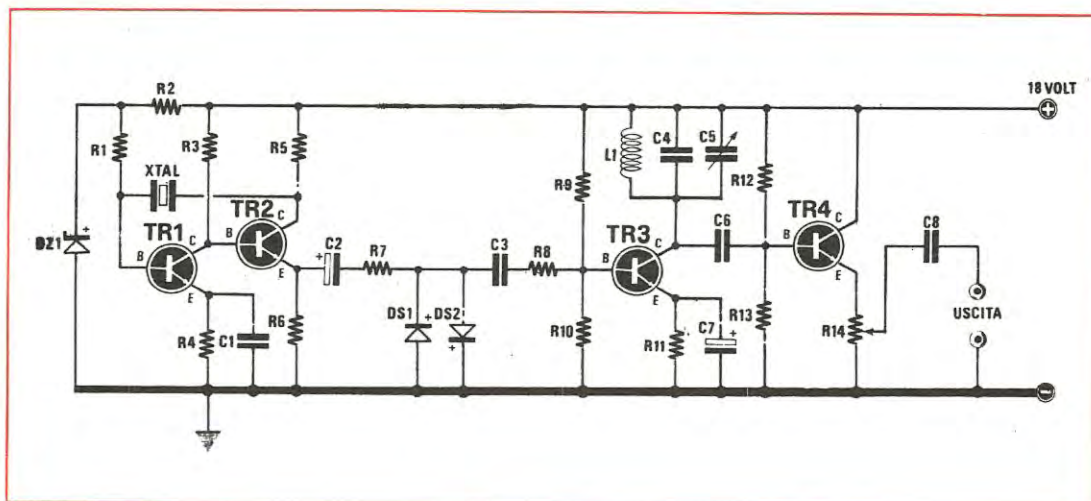 18 VOLT
R2
R1
R3
R5
XTAL
L1
C4
C5
R9
R12
DZ1
TR1
TR2
TR3
TR4
B
C
E
B
C
E
B
C
E
B
C
E
+
C2
R7
C3
R8
C6
C8
R4
C1
R6
DS1
+
DS2
+
R10
R11
C7
+
R13
R14
USCITA
+
+
-